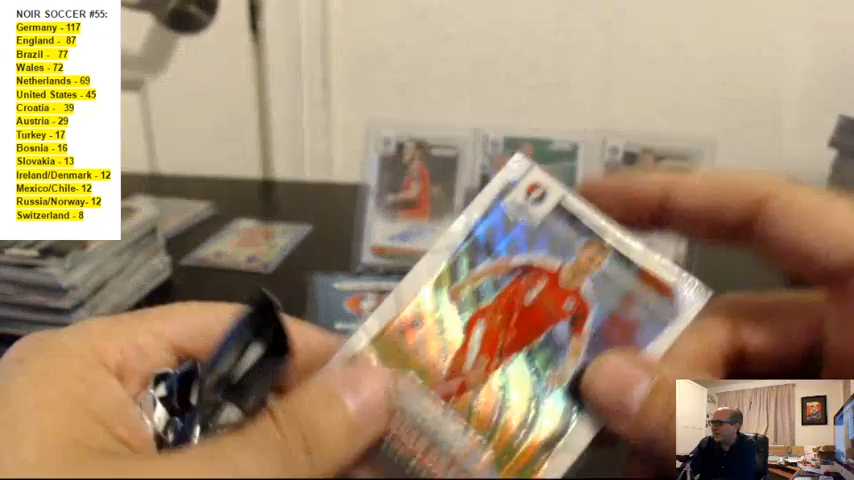 NOIR SOCCER #55:
Germany - 117
England - 87
Brazil - 77
Wales - 72
Netherlands - 69
United States - 45
Croatia - 39
Austria - 29
Turkey - 17
Bosnia - 16
Slovakia - 13
Ireland/Denmark - 12
Mexico/Chile- 12
Russia/Norway- 12
Switzerland - 8